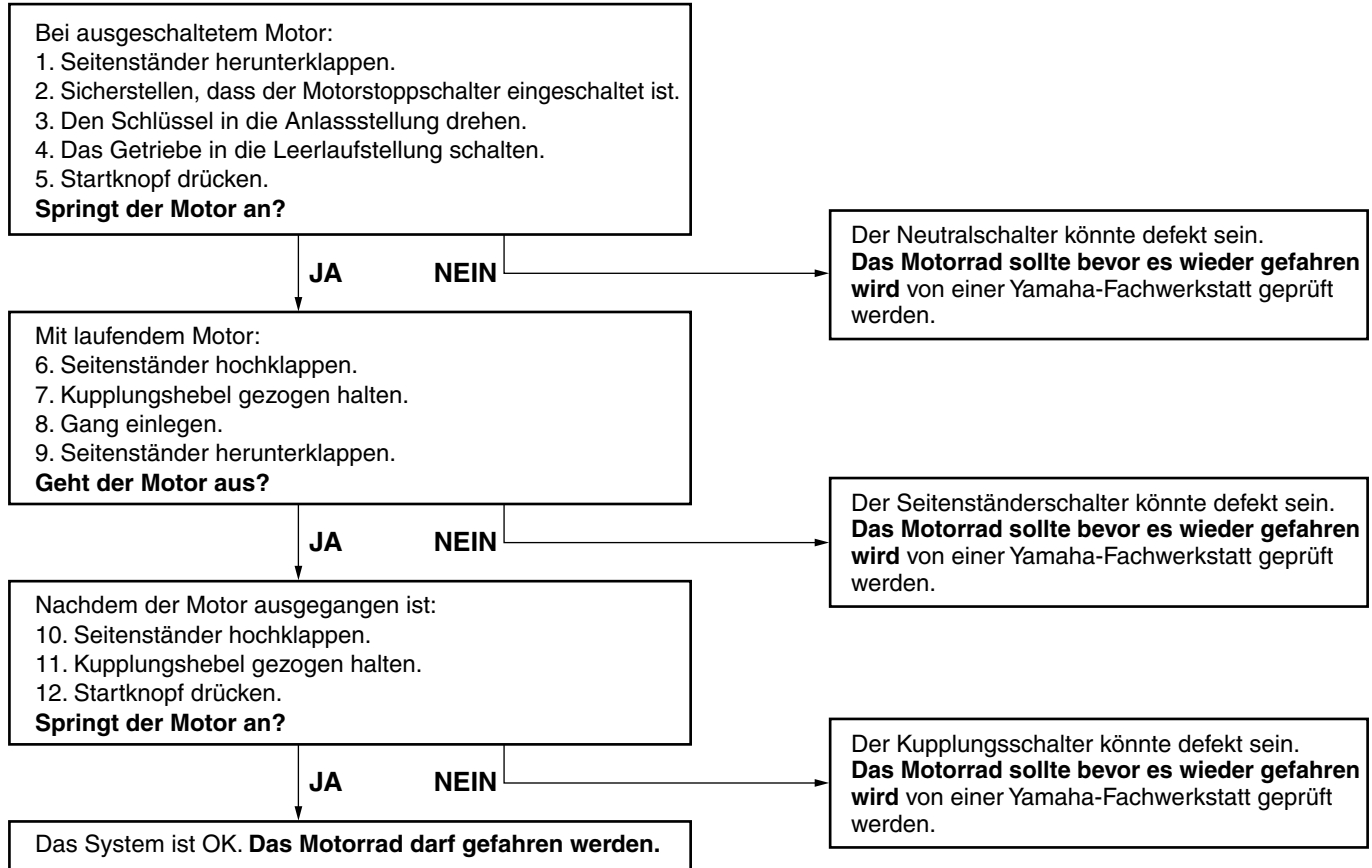 Bei ausgeschaltetem Motor:
1. Seitenständer herunterklappen.
2. Sicherstellen, dass der Motorstoppschalter eingeschaltet ist.
3. Den Schlüssel in die Anlassstellung drehen.
4. Das Getriebe in die Leerlaufstellung schalten.
5. Startknopf drücken.
Springt der Motor an?
JA NEIN
Der Neutralschalter könnte defekt sein.
Das Motorrad sollte bevor es wieder gefahren
wird von einer Yamaha-Fachwerkstatt geprüft
werden.
Mit laufendem Motor:
6. Seitenständer hochklappen.
7. Kupplungshebel gezogen halten.
8. Gang einlegen.
9. Seitenständer herunterklappen.
Geht der Motor aus?
JA NEIN
Der Seitenständerschalter könnte defekt sein.
Das Motorrad sollte bevor es wieder gefahren
wird von einer Yamaha-Fachwerkstatt geprüft
werden.
Nachdem der Motor ausgegangen ist:
10. Seitenständer hochklappen.
11. Kupplungshebel gezogen halten.
12. Startknopf drücken.
Springt der Motor an?
JA NEIN
Der Kupplungsschalter könnte defekt sein.
Das Motorrad sollte bevor es wieder gefahren
wird von einer Yamaha-Fachwerkstatt geprüft
werden.
Das System ist OK. Das Motorrad darf gefahren werden.